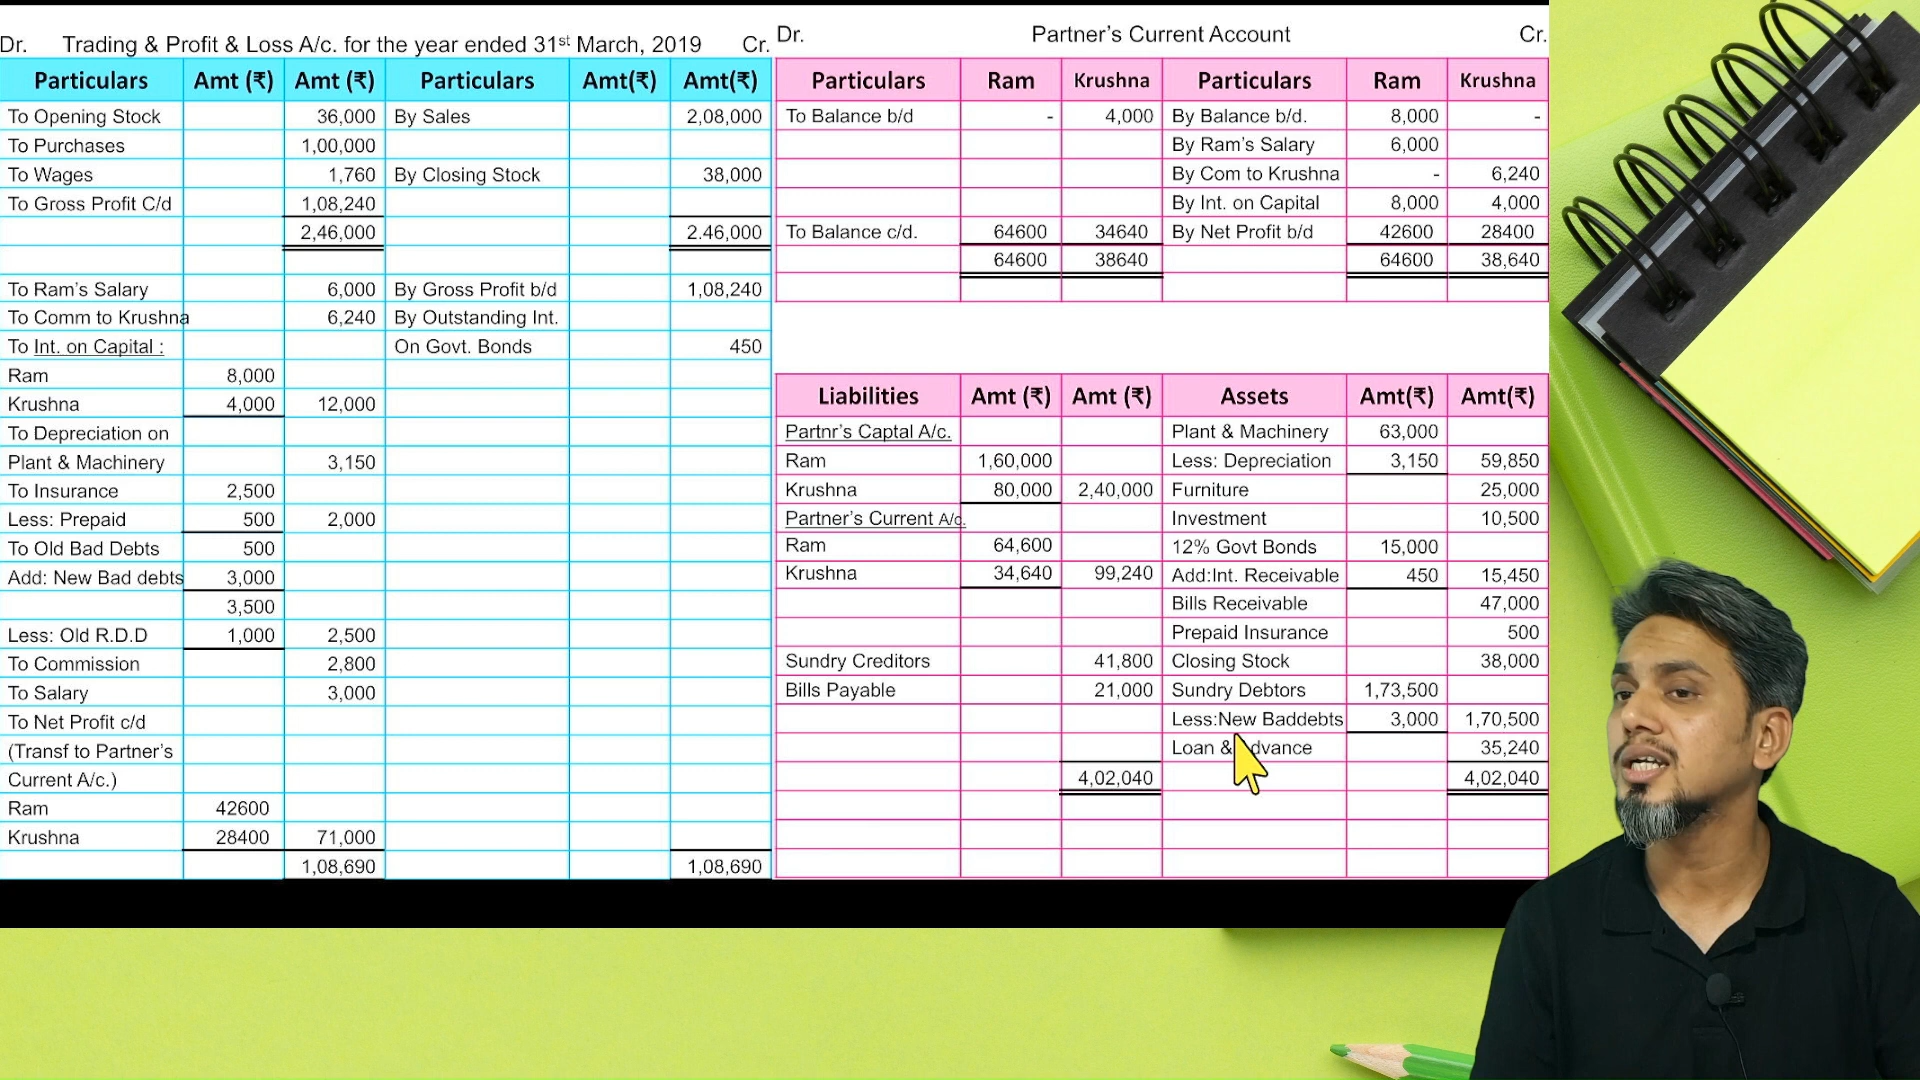 Dr. Trading & Profit & Loss A/c. for the year ended 31st March, 2019 Cr.
Particulars Amt (₹) Amt (₹) Particulars Amt(₹) Amt(₹)
To Opening Stock 36,000 By Sales 2,08,000
To Purchases 1,00,000
To Wages 1,760 By Closing Stock 38,000
To Gross Profit C/d 1,08,240
2,46,000 2.46,000
To Ram's Salary 6,000 By Gross Profit b/d 1,08,240
To Comm to Krushna 6,240 By Outstanding Int.
To Int. on Capital : On Govt. Bonds 450
Ram 8,000
Krushna 4,000 12,000
To Depreciation on
Plant & Machinery 3,150
To Insurance 2,500
Less: Prepaid 500 2,000
To Old Bad Debts 500
Add: New Bad debts 3,000
3,500
Less: Old R.D.D 1,000 2,500
To Commission 2,800
To Salary 3,000
To Net Profit c/d
(Transf to Partner's
Current A/c.)
Ram 42600
Krushna 28400 71,000
1,08,690 1,08,690
Dr. Partner's Current Account Cr.
Particulars Ram Krushna Particulars Ram Krushna
To Balance b/d - 4,000 By Balance b/d. 8,000 -
By Ram's Salary 6,000
By Com to Krushna - 6,240
By Int. on Capital 8,000 4,000
To Balance c/d. 64600 34640 By Net Profit b/d 42600 28400
64600 38640 64600 38,640
Liabilities Amt (₹) Amt (₹) Assets Amt(₹) Amt(₹)
Partnr's Captal A/c. Plant & Machinery 63,000
Ram 1,60,000 Less: Depreciation 3,150 59,850
Krushna 80,000 2,40,000 Furniture 25,000
Partner's Current A/c. Investment 10,500
Ram 64,600 12% Govt Bonds 15,000
Krushna 34,640 99,240 Add:Int. Receivable 450 15,450
Bills Receivable 47,000
Prepaid Insurance 500
Sundry Creditors 41,800 Closing Stock 38,000
Bills Payable 21,000 Sundry Debtors 1,73,500
Less:New Baddebts 3,000 1,70,500
Loan & Advance 35,240
4,02,040 4,02,040